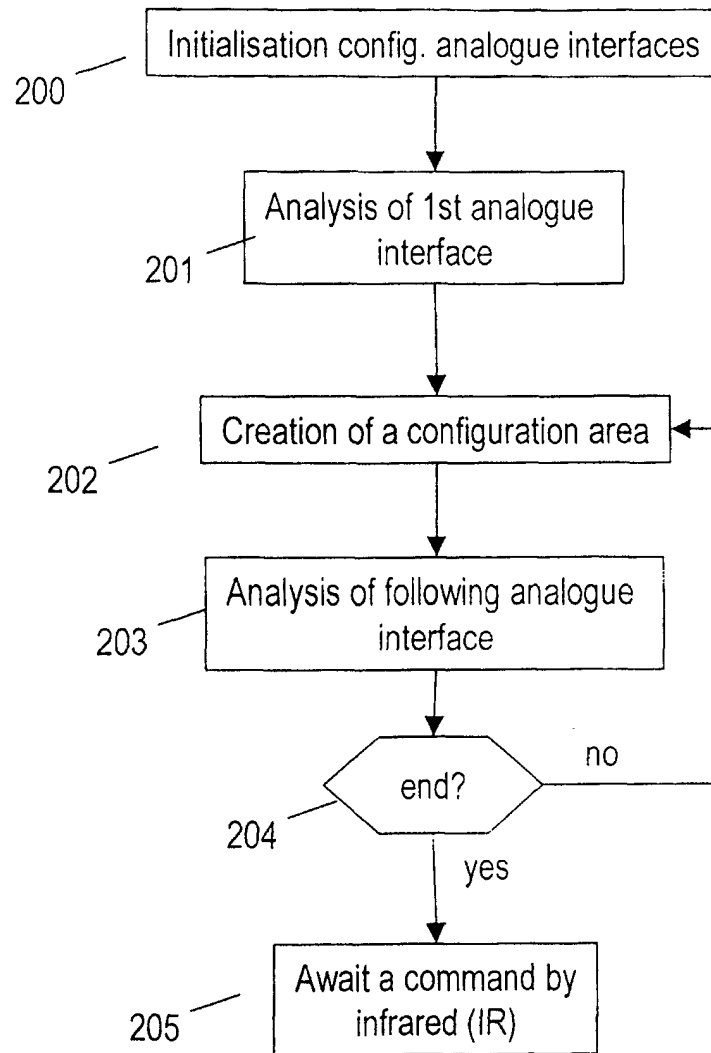 Initialisation config. analogue interfaces
200
Analysis of 1st analogue
interface
201
Creation of a configuration area
202
Analysis of following analogue
interface
203
end?
no
204
yes
Await a command by
infrared (IR)
205